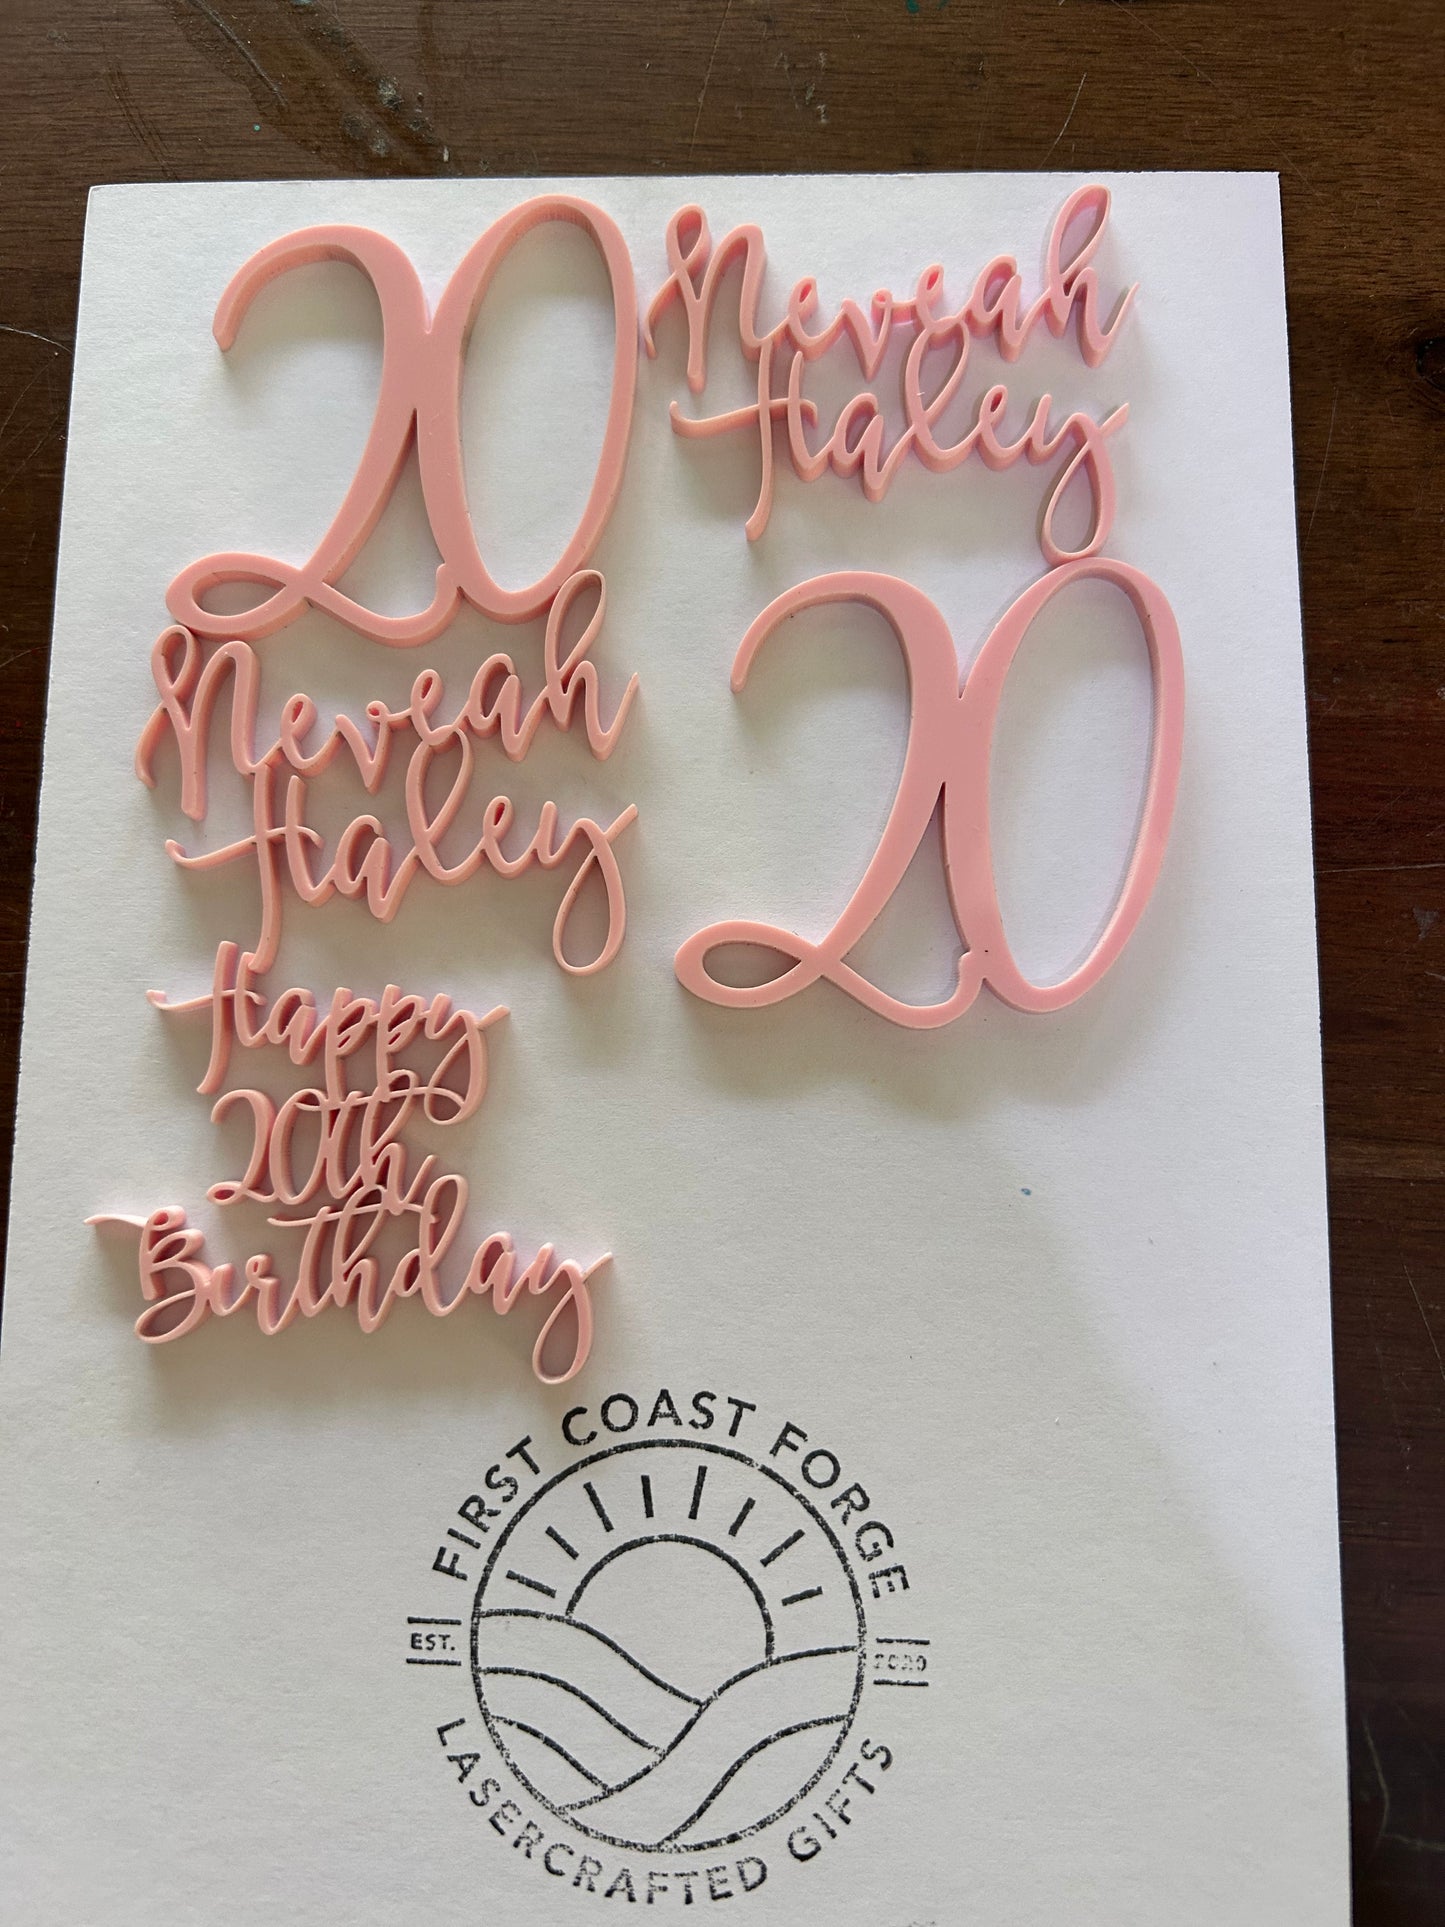 20
Neveah
Haley
20
Neveah
Haley
Happy
20th
Birthday
FIRST COAST FORGE
EST.
2020
LASERCRAFTED GIFTS